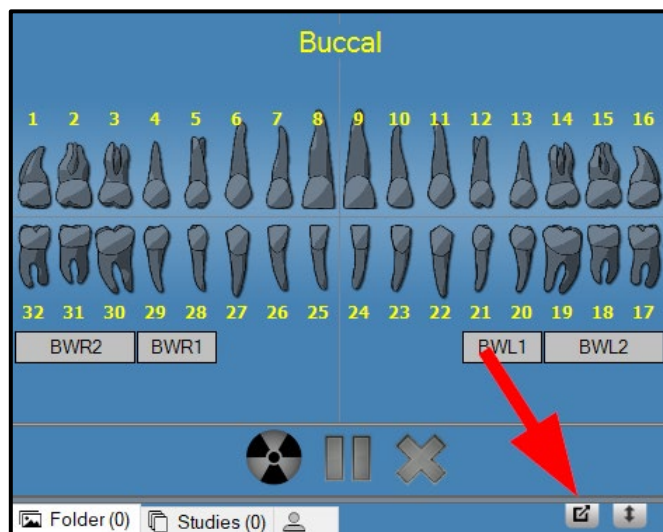 Buccal
1 2 3 4 5 6 7 8 9 10 11 12 13 14 15 16
32 31 30 29 28 27 26 25 24 23 22 21 20 19 18 17
BWR2 BWR1 BWL1 BWL2
Folder (0) Studies (0)